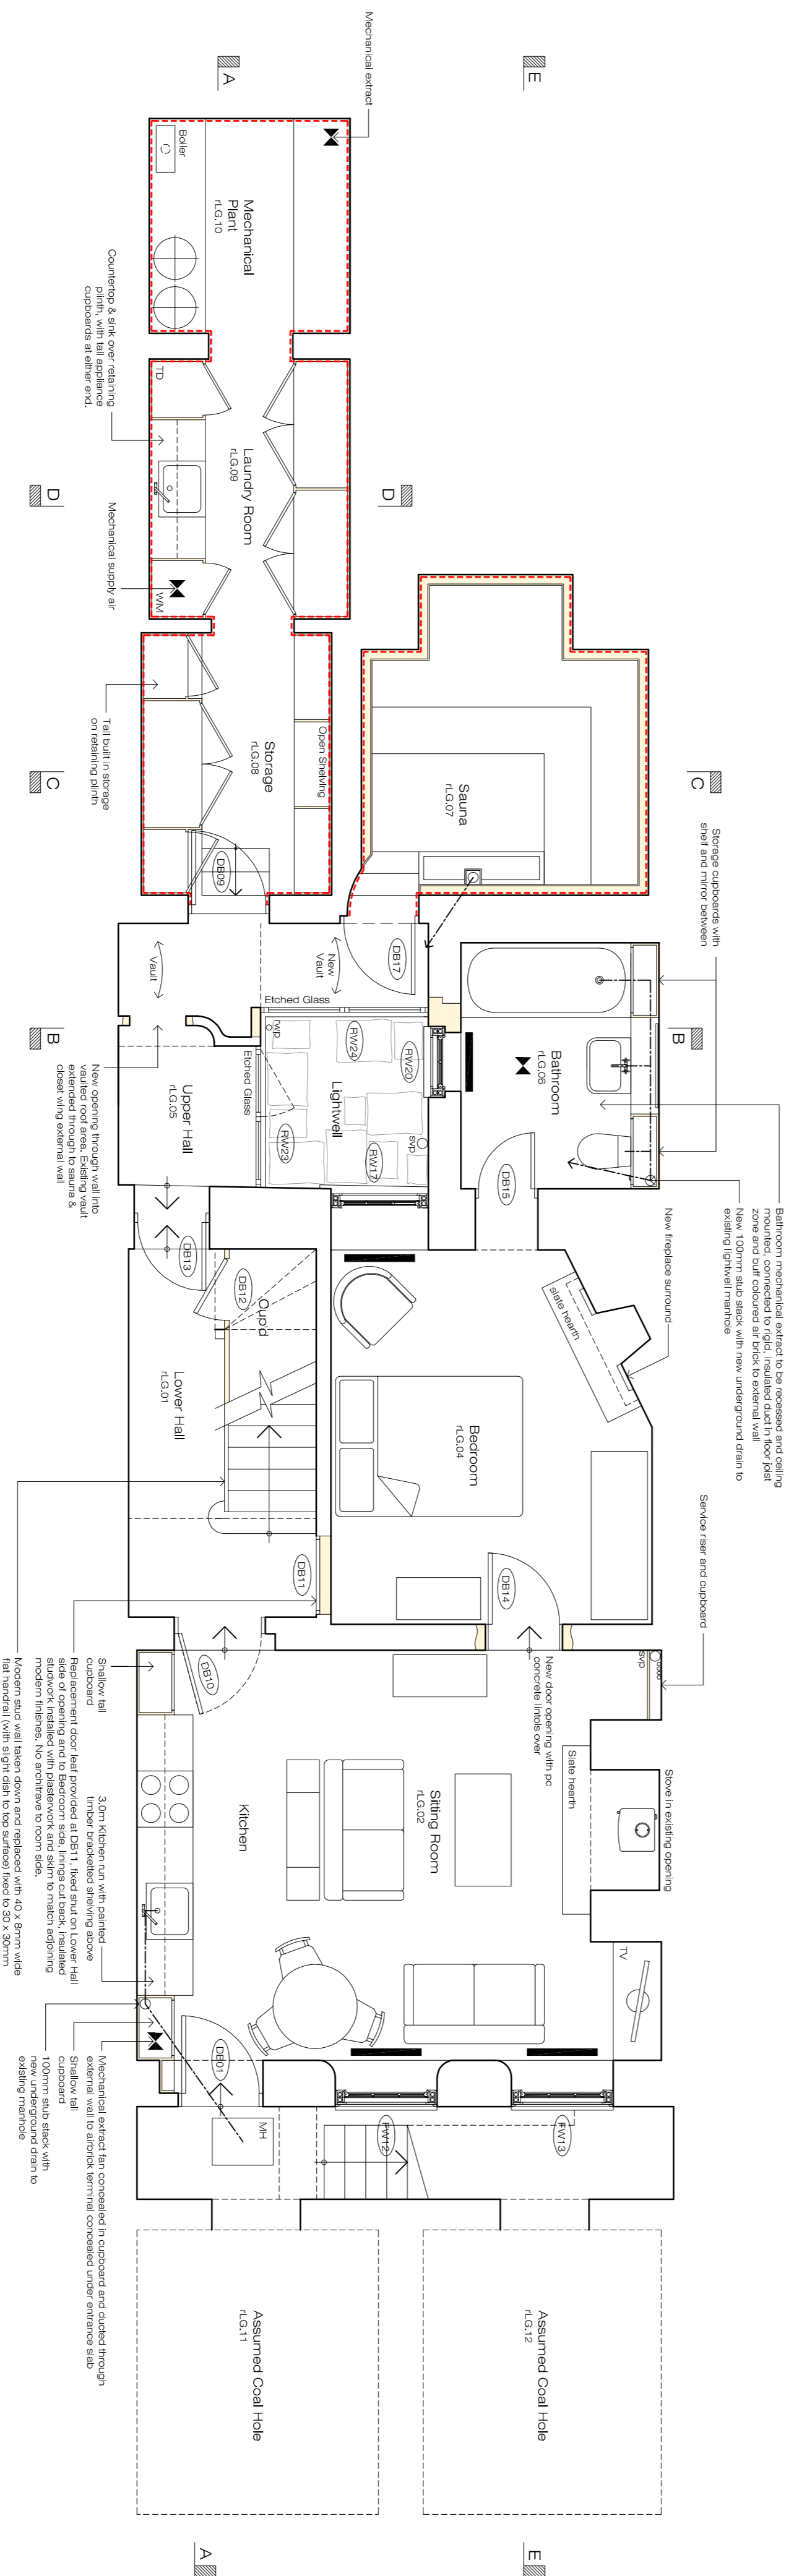 Mechanical extract
A
E
Boiler
Mechanical
Plant
rLG.10
Countertop & sink over retaining
plinth, with tall appliance
cupboards at either end.
TD
Laundry Room
rLG.09
D
D
Mechanical supply air
WM
Tall built in storage
on retaining plinth
Open Shelving
Storage
rLG.08
DB09
Sauna
rLG.07
C
C
Storage cupboards with
shelf and mirror between
DB17
New
Vault
Vault
Etched Glass
Etched Glass
rwp
RW24
RW20
Lightwell
RW23
RW17
svp
B
B
New opening through wall into
vaulted roof area. Existing vault
extended through to sauna &
closet wing external wall
Upper Hall
rLG.05
Bathroom
rLG.06
DB15
Bathroom mechanical extract to be recessed and ceiling
mounted, connected to rigid, insulated duct in floor joist
zone and buff coloured air brick to external wall
New 100mm stub stack with new underground drain to
existing lightwell manhole
New fireplace surround
slate hearth
DB13
DB12
Cup'd
Lower Hall
rLG.01
Bedroom
rLG.04
DB11
DB14
Service riser and cupboard
svp
New door opening with pc
concrete lintols over
DB10
Slate hearth
Stove in existing opening
Sitting Room
rLG.02
Kitchen
TV
DB01
MH
RW12
RW13
Shallow tall
cupboard
Replacement door leaf provided at DB11, fixed shut on Lower Hall
side of opening and to Bedroom side, linings cut back, insulated
studwork installed with plasterwork and skim to match adjoining
modern finishes. No architrave to room side.
Modern stud wall taken down and replaced with 40 x 8mm wide
flat handrail (with slight dish to top surface) fixed to 30 x 30mm
3.0m Kitchen run with painted
timber bracketted shelving above
Mechanical extract fan concealed in cupboard and ducted through
external wall to airbrick terminal concealed under entrance slab
Shallow tall
cupboard
100mm stub stack with
new underground drain to
existing manhole
Assumed Coal Hole
rLG.11
Assumed Coal Hole
rLG.12
A
E